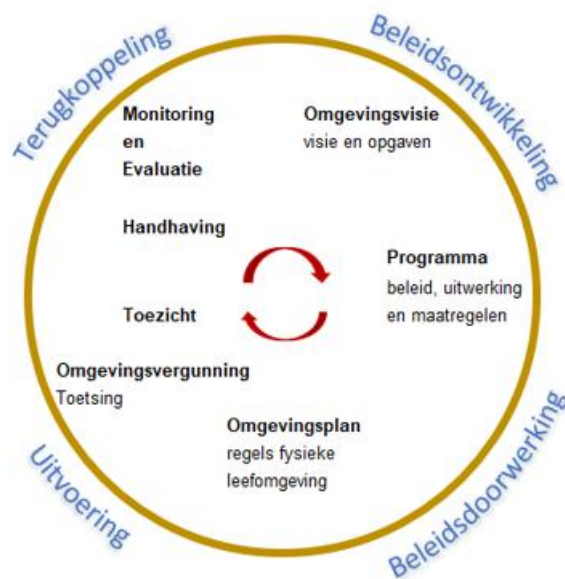 Terugkoppeling
Beleidsontwikkeling
Monitoring
en
Evaluatie
Omgevingsvisie
visie en opgaven
Handhaving
Programma
beleid, uitwerking
en maatregelen
Toezicht
Omgevingsvergunning
Toetsing
Omgevingsplan
regels fysieke
leefomgeving
Uitvoering
Beleidsdoorwerking